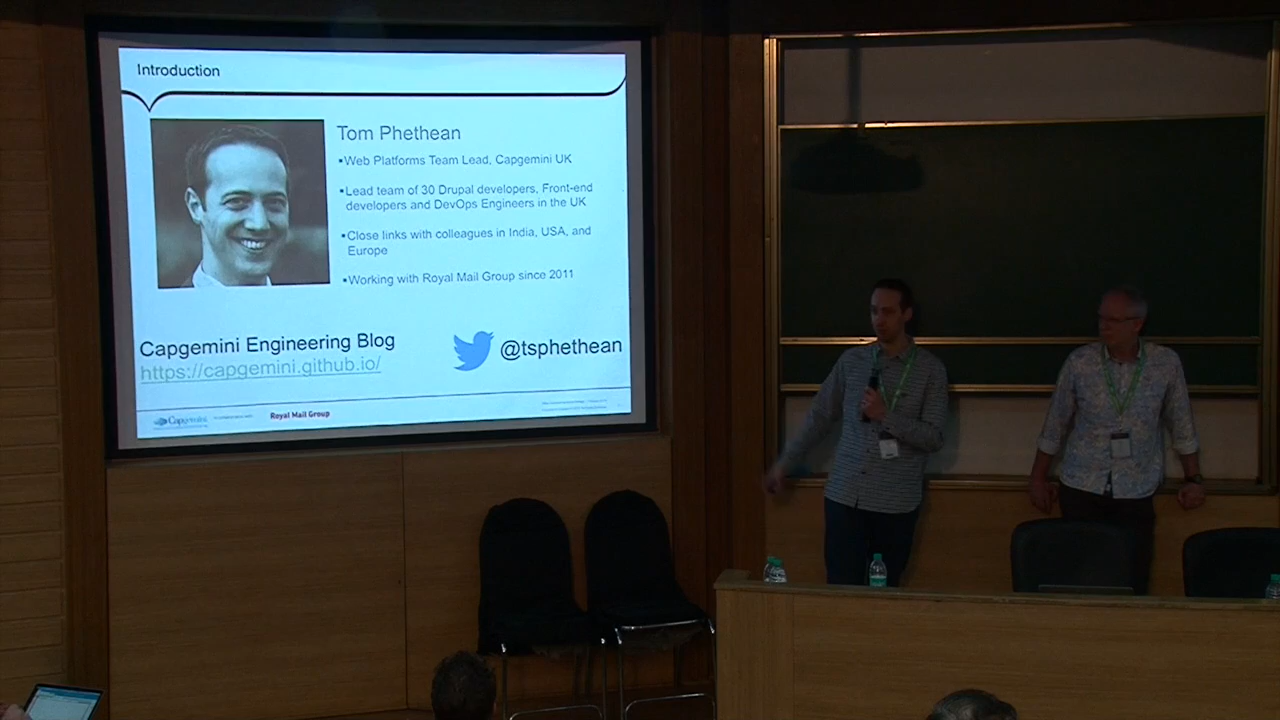 Introduction
Tom Phethean
▪Web Platforms Team Lead, Capgemini UK
▪Lead team of 30 Drupal developers, Front-end
developers and DevOps Engineers in the UK
▪Close links with colleagues in India, USA, and
Europe
▪Working with Royal Mail Group since 2011
Capgemini Engineering Blog
https://capgemini.github.io/
@tsphethean
Capgemini
Royal Mail Group